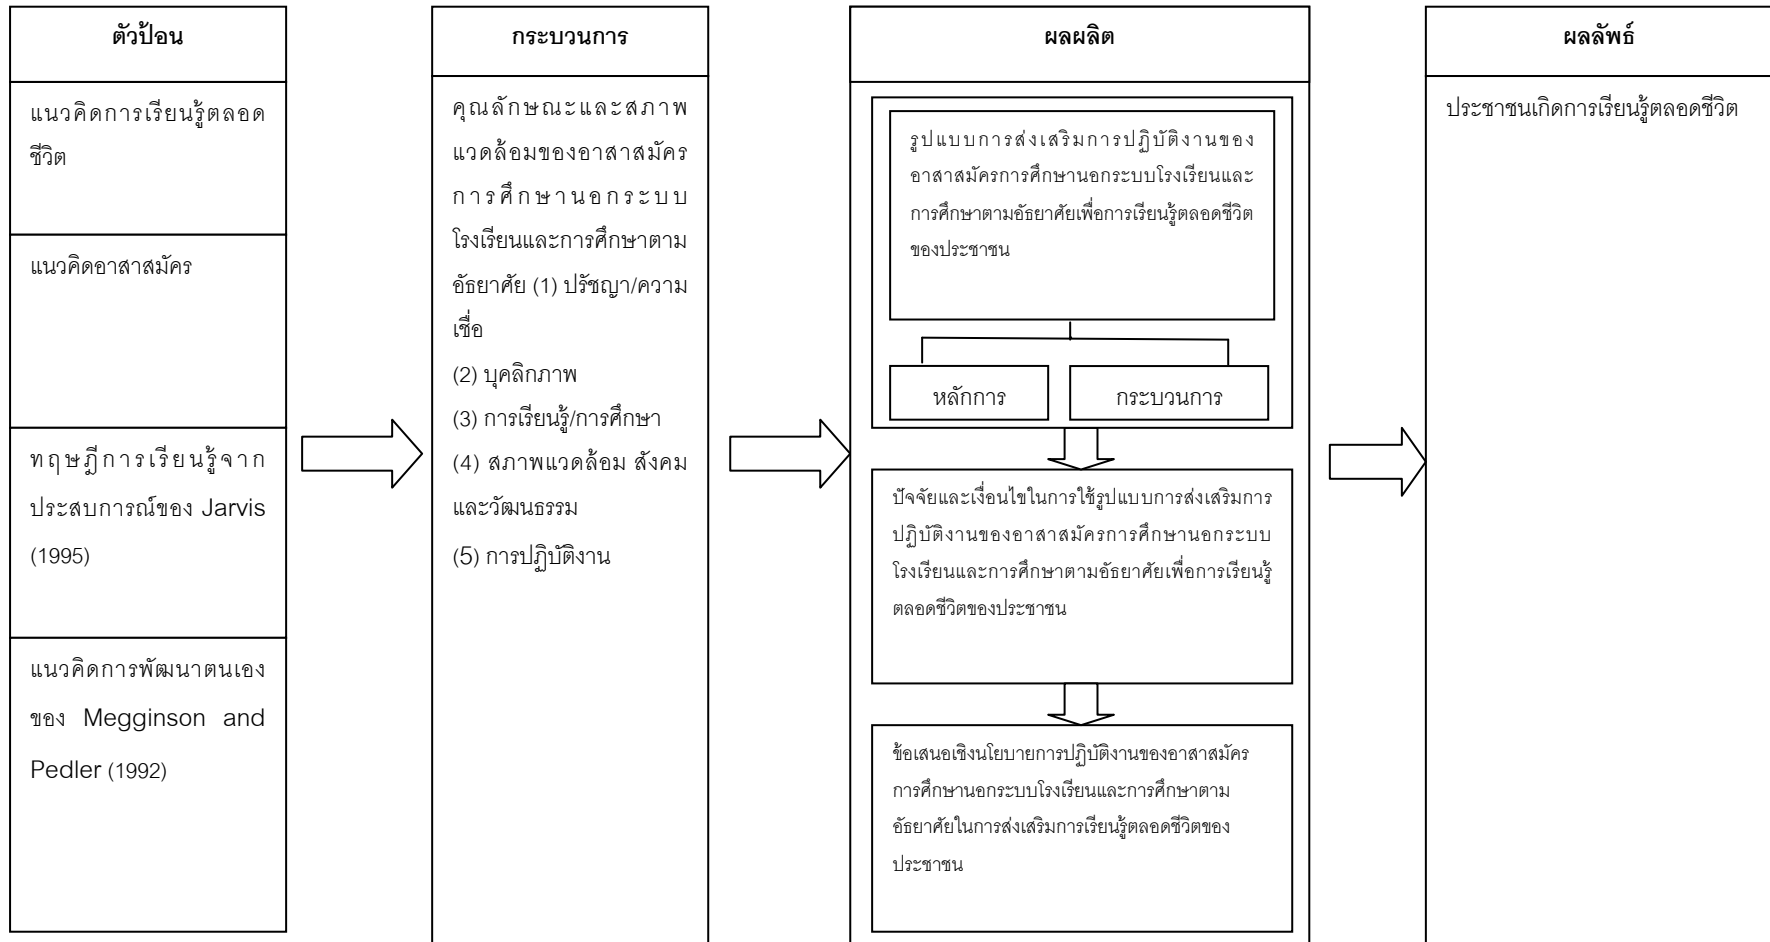 ตัวป้อน
แนวคิดการเรียนรู้ตลอด
ชีวิต
แนวคิดอาสาสมัคร
ทฤษฎีการเรียนรู้จาก
ประสบการณ์ของ Jarvis
(1995)
แนวคิดการพัฒนาตนเอง
ของ Megginson and
Pedler (1992)
กระบวนการ
คุณลักษณะและสภาพ
แวดล้อมของอาสาสมัคร
การศึกษานอกระบบ
โรงเรียนและการศึกษาตาม
อัธยาศัย (1) ปรัชญา/ความ
เชื่อ
(2) บุคลิกภาพ
(3) การเรียนรู้/การศึกษา
(4) สภาพแวดล้อม สังคม
และวัฒนธรรม
(5) การปฏิบัติงาน
ผลผลิต
รูปแบบการส่งเสริมการปฏิบัติงานของ
อาสาสมัครการศึกษานอกระบบโรงเรียนและ
การศึกษาตามอัธยาศัยเพื่อการเรียนรู้ตลอดชีวิต
ของประชาชน
หลักการ
กระบวนการ
ปัจจัยและเงื่อนไขในการใช้รูปแบบการส่งเสริมการ
ปฏิบัติงานของอาสาสมัครการศึกษานอกระบบ
โรงเรียนและการศึกษาตามอัธยาศัยเพื่อการเรียนรู้
ตลอดชีวิตของประชาชน
ข้อเสนอเชิงนโยบายการปฏิบัติงานของอาสาสมัคร
การศึกษานอกระบบโรงเรียนและการศึกษาตาม
อัธยาศัยในการส่งเสริมการเรียนรู้ตลอดชีวิตของ
ประชาชน
ผลลัพธ์
ประชาชนเกิดการเรียนรู้ตลอดชีวิต